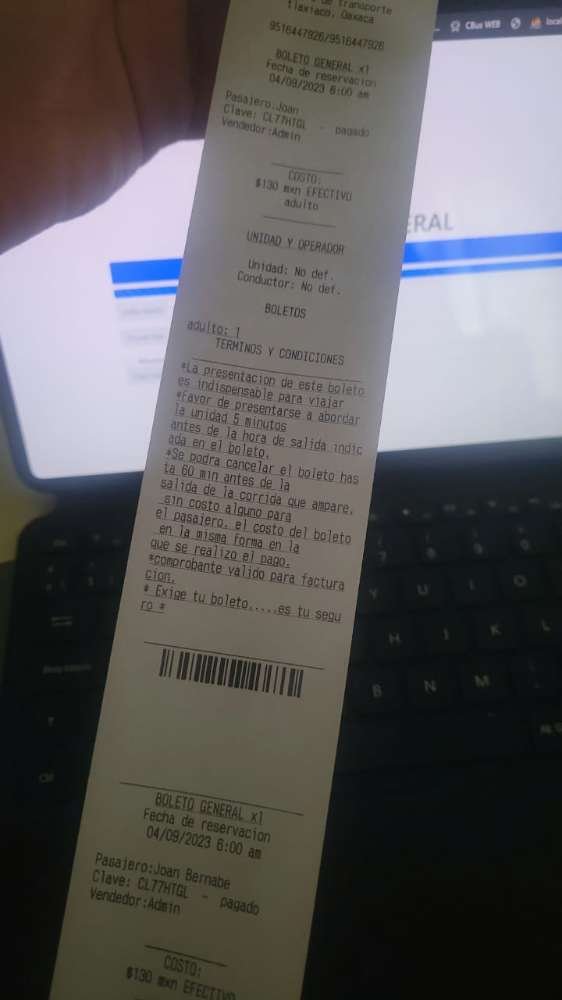 de Transporte
tlaxiaco, Oaxaca
9516447926/9516447926
BOLETO GENERAL x1
Fecha de reservacion
04/09/2023 6:00 am
Pasajero:Joan
Clave: CL77HTGL - pagado
Vendedor:Admin
COSTO:
$130 mxn EFECTIVO
adulto
UNIDAD Y OPERADOR
Unidad: No def.
Conductor: No def.
BOLETOS
adulto: 1
TERMINOS Y CONDICIONES
*La presentacion de este boleto
es indispensable para viajar
*Favor de presentarse a abordar
la unidad 5 minutos
antes de la hora de salida indic
ada en el boleto.
*Se podra cancelar el boleto has
ta 60 min antes de la
salida de la corrida que ampare,
sin costo alguno para
el pasajero. el costo del boleto
en la misma forma en la
que se realizo el pago.
*comprobante valido para factura
cion.
* Exige tu boleto.....es tu segu
ro *
BOLETO GENERAL x1
Fecha de reservacion
04/09/2023 6:00 am
Pasajero:Joan Bernabe
Clave: CL77HTGL - pagado
Vendedor:Admin
COSTO:
$130 mxn EFECTIVO
CBus WEB
local
ERAL
Y U I O
H J K L
B N M